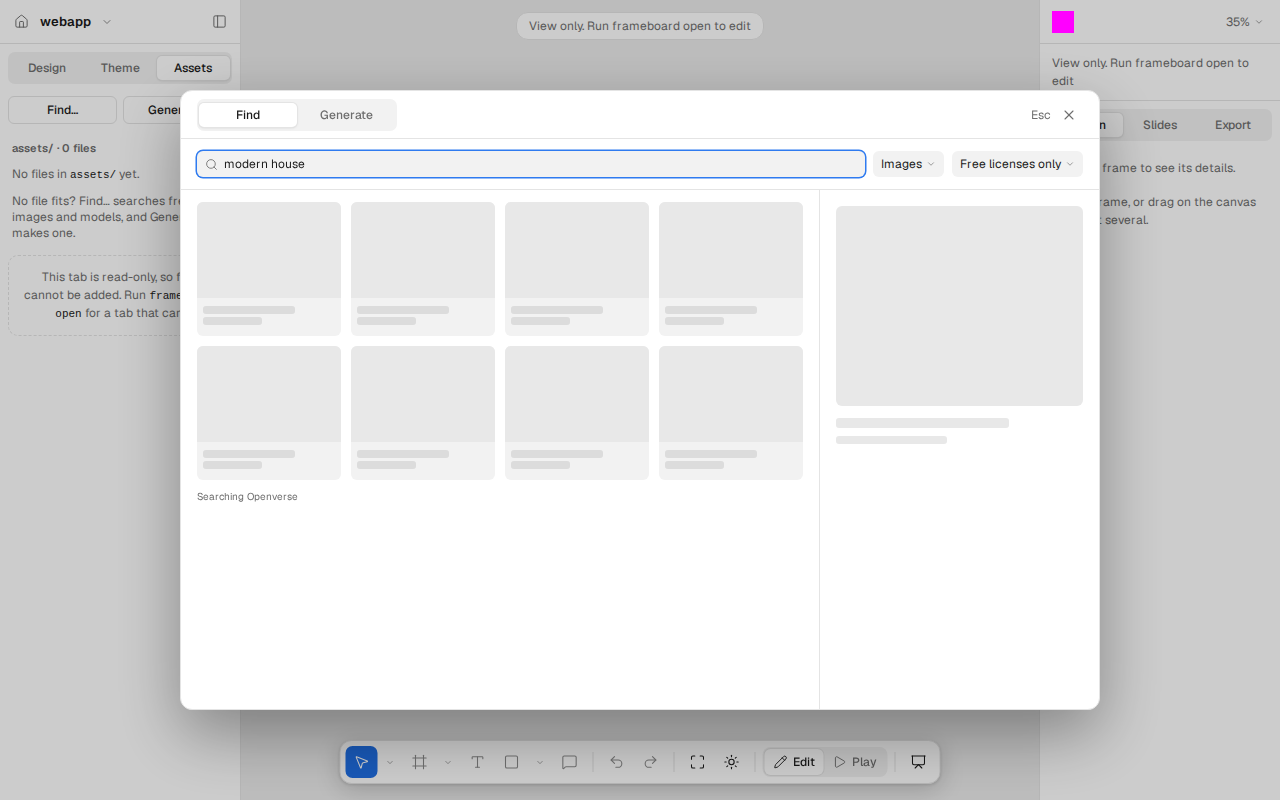 webapp
View only. Run frameboard open to edit
35%
Design
Theme
Assets
View only. Run frameboard open to
edit
Find...
Find
Generate
Esc
Slides
Export
assets/ · 0 files
modern house
Images
Free licenses only
No files in assets/ yet.
frame to see its details.
No file fits? Find... searches
images and models, and
makes one.
rame, or drag on the canvas
several.
This tab is read-only, so
cannot be added. Run
open for a tab that
Searching Openverse
Edit
Play